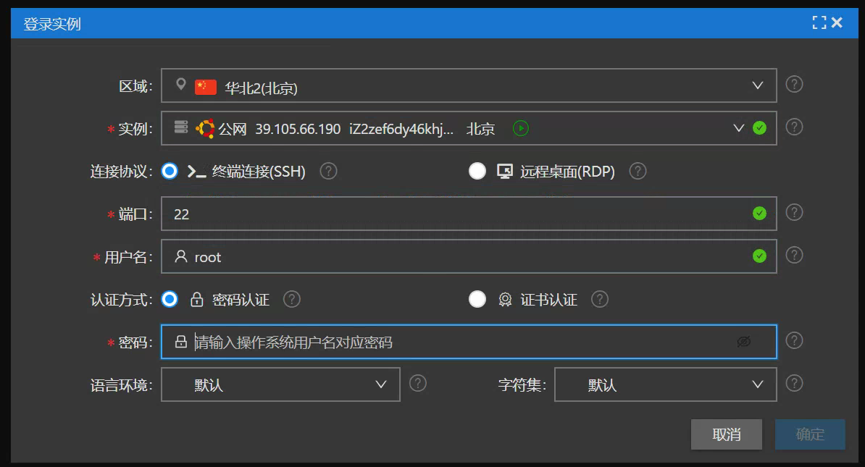 登录实例
区域: 华北2(北京)
* 实例: 公网 39.105.66.190 iZ2zef6dy46khj... 北京
连接协议: 终端连接(SSH) 远程桌面(RDP)
* 端口: 22
* 用户名: root
认证方式: 密码认证 证书认证
* 密码: 请输入操作系统用户名对应密码
语言环境: 默认 字符集: 默认
取消 确定